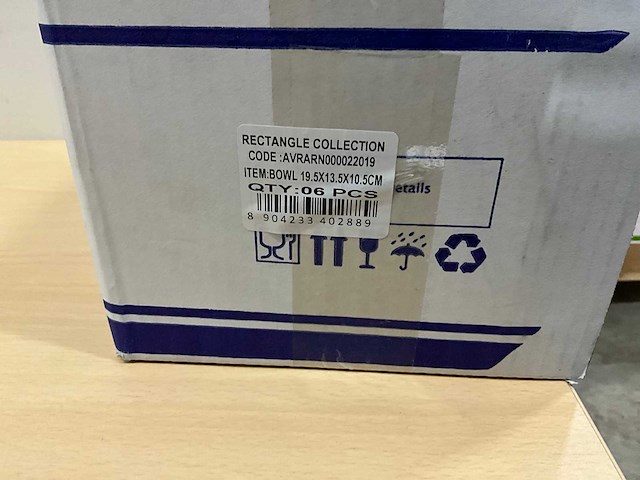 RECTANGLE COLLECTION
CODE :AVRARN000022019
ITEM:BOWL 19.5X13.5X10.5CM
QTY:06 PCS
etails
8 904233 402889